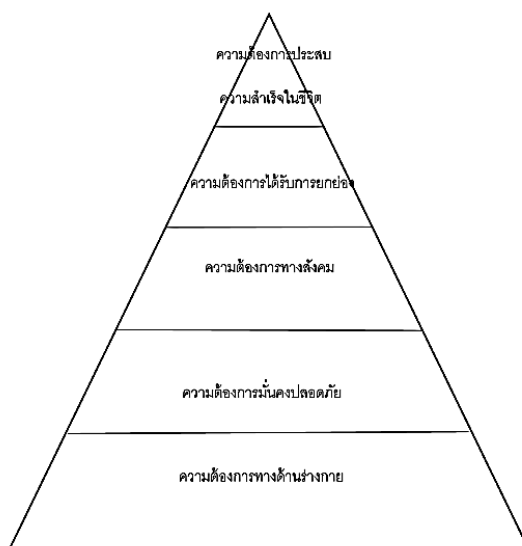 ความต้องการประสบ
ความสำเร็จในชีวิต
ความต้องการได้รับการยกย่อง
ความต้องการทางสังคม
ความต้องการมั่นคงปลอดภัย
ความต้องการทางด้านร่างกาย